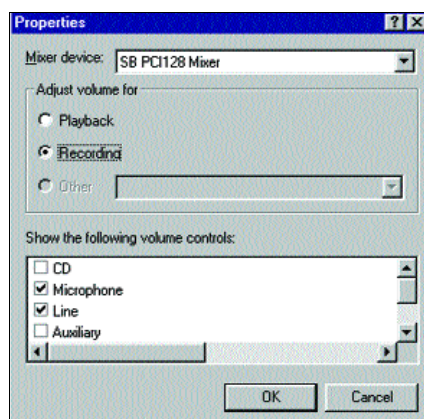 Properties
Mixer device: SB PCI128 Mixer
Adjust volume for
Playback
Recording
Other
Show the following volume controls:
CD
Microphone
Line
Auxiliary
OK Cancel